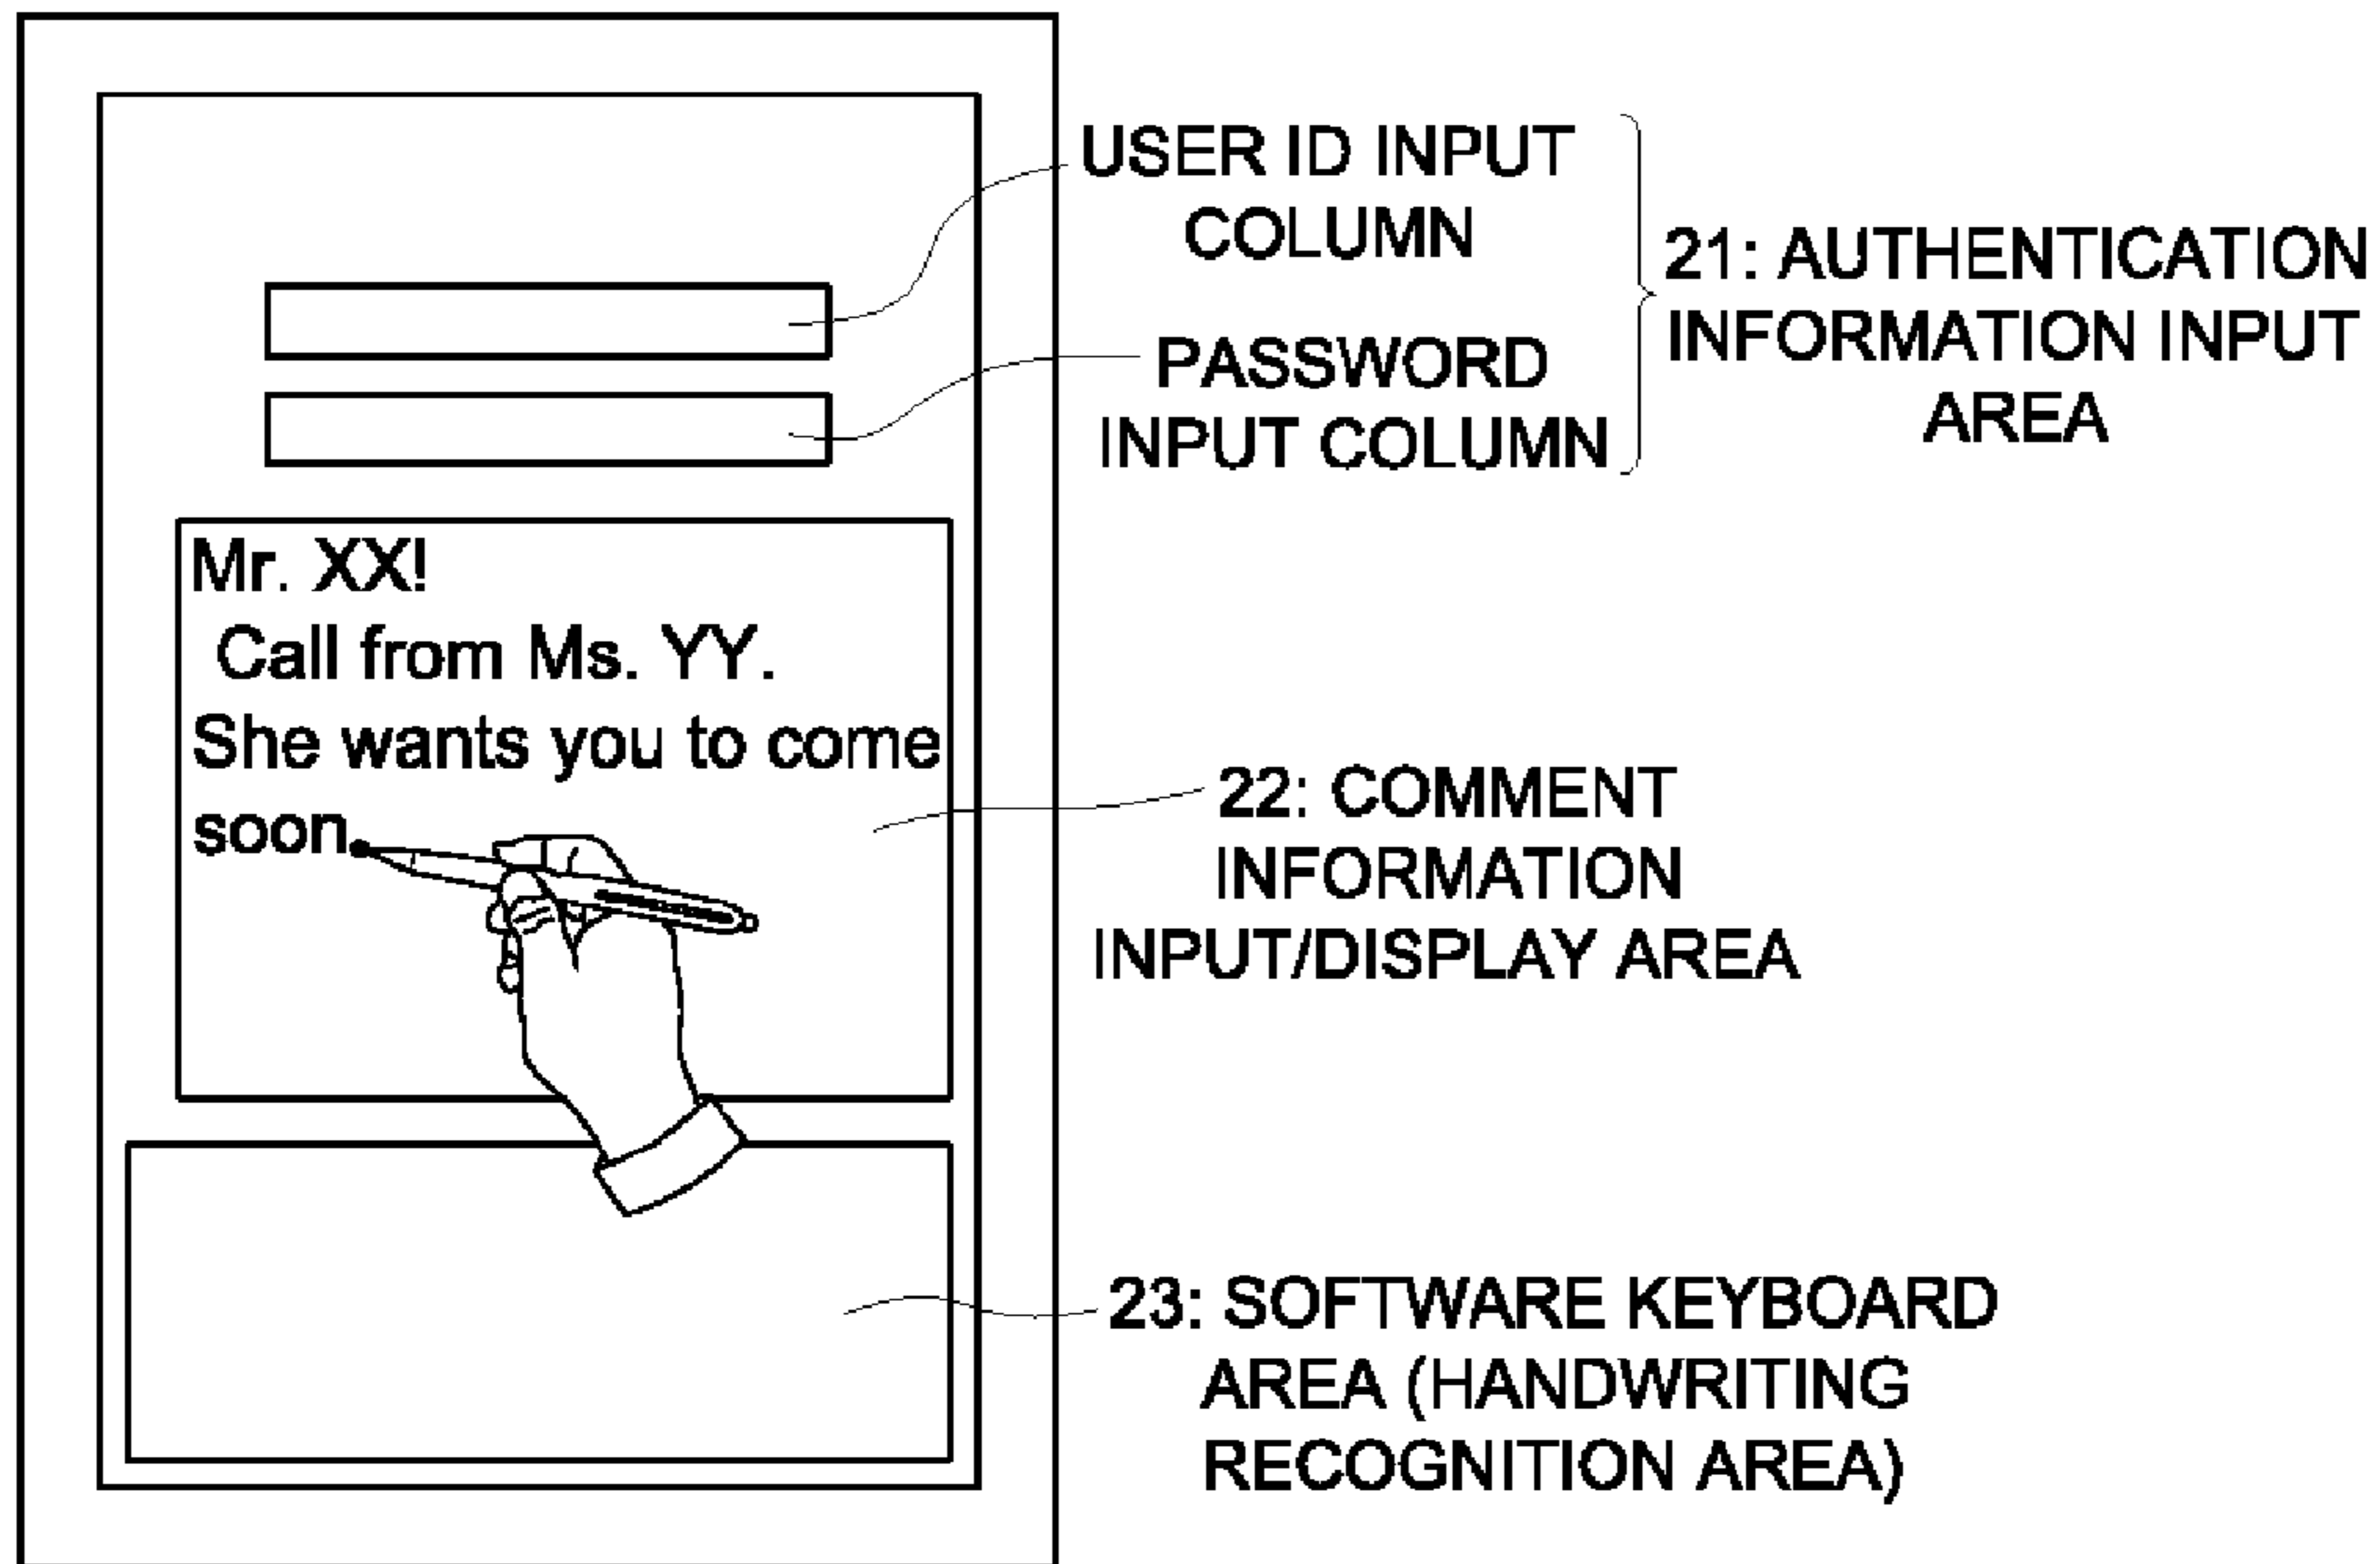 USER ID INPUT
COLUMN
PASSWORD
INPUT COLUMN
21: AUTHENTICATION
INFORMATION INPUT
AREA
Mr. XX!
Call from Ms. YY.
She wants you to come
soon.
22: COMMENT
INFORMATION
INPUT/DISPLAY AREA
23: SOFTWARE KEYBOARD
AREA (HANDWRITING
RECOGNITION AREA)